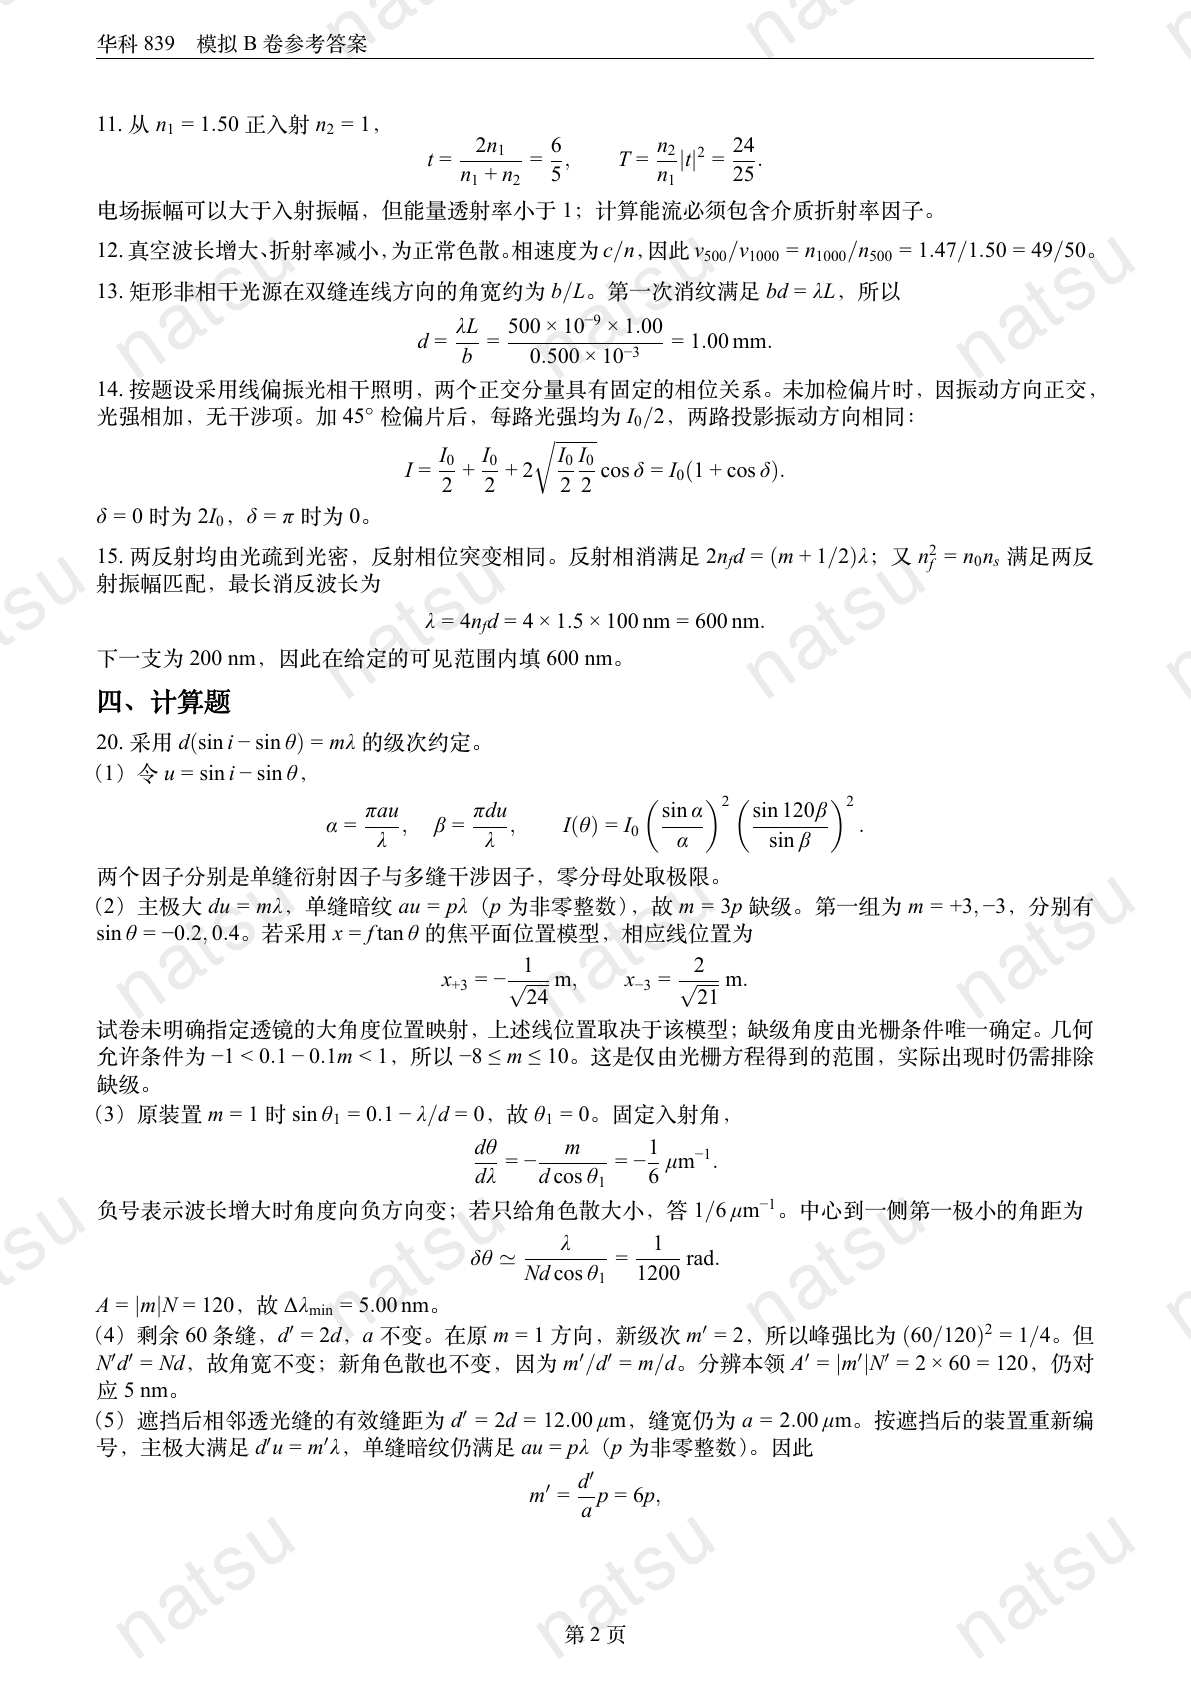 华科 839 模拟 B 卷参考答案
11. 从 n₁ = 1.50 正入射 n₂ = 1，
t = 2n₁/(n₁ + n₂) = 6/5, T = n₂/n₁ |t|² = 24/25.
电场振幅可以大于入射振幅，但能量透射率小于 1；计算能流必须包含介质折射率因子。
12. 真空波长增大、折射率减小，为正常色散。相速度为 c/n，因此 v₅₀₀/v₁₀₀₀ = n₁₀₀₀/n₅₀₀ = 1.47/1.50 = 49/50。
13. 矩形非相干光源在双缝连线方向的角宽约为 b/L。第一次消纹满足 bd = λL，所以
d = λL/b = (500 × 10⁻⁹ × 1.00)/(0.500 × 10⁻³) = 1.00 mm.
14. 按题设采用线偏振光相干照明，两个正交分量具有固定的相位关系。未加检偏片时，因振动方向正交，
光强相加，无干涉项。加 45° 检偏片后，每路光强均为 I₀/2，两路投影振动方向相同：
I = I₀/2 + I₀/2 + 2√(I₀/2 I₀/2) cos δ = I₀(1 + cos δ).
δ = 0 时为 2I₀，δ = π 时为 0。
15. 两反射均由光疏到光密，反射相位突变相同。反射相消满足 2n_f d = (m + 1/2)λ；又 n_f² = n₀n_s 满足两反
射振幅匹配，最长消反波长为
λ = 4n_f d = 4 × 1.5 × 100 nm = 600 nm.
下一支为 200 nm，因此在给定的可见范围内填 600 nm。
四、计算题
20. 采用 d(sin i − sin θ) = mλ 的级次约定。
（1）令 u = sin i − sin θ，
α = πau/λ, β = πdu/λ, I(θ) = I₀ (sin α/α)² (sin 120β/sin β)².
两个因子分别是单缝衍射因子与多缝干涉因子，零分母处取极限。
（2）主极大 du = mλ，单缝暗纹 au = pλ（p 为非零整数），故 m = 3p 缺级。第一组为 m = +3, −3，分别有
sin θ = −0.2, 0.4。若采用 x = f tan θ 的焦平面位置模型，相应线位置为
x₊₃ = −1/√24 m, x₋₃ = 2/√21 m.
试卷未明确指定透镜的大角度位置映射，上述线位置取决于该模型；缺级角度由光栅条件唯一确定。几何
允许条件为 −1 < 0.1 − 0.1m < 1，所以 −8 ≤ m ≤ 10。这是仅由光栅方程得到的范围，实际出现时仍需排除
缺级。
（3）原装置 m = 1 时 sin θ₁ = 0.1 − λ/d = 0，故 θ₁ = 0。固定入射角，
dθ/dλ = −m/(d cos θ₁) = −1/6 μm⁻¹.
负号表示波长增大时角度向负方向变；若只给角色散大小，答 1/6 μm⁻¹。中心到一侧第一极小的角距为
δθ ≃ λ/(Nd cos θ₁) = 1/1200 rad.
A = |m|N = 120，故 Δλ_min = 5.00 nm。
（4）剩余 60 条缝，d′ = 2d，a 不变。在原 m = 1 方向，新级次 m′ = 2，所以峰强比为 (60/120)² = 1/4。但
N′d′ = Nd，故角宽不变；新角色散也不变，因为 m′/d′ = m/d。分辨本领 A′ = |m′|N′ = 2 × 60 = 120，仍对
应 5 nm。
（5）遮挡后相邻透光缝的有效缝距为 d′ = 2d = 12.00 μm，缝宽仍为 a = 2.00 μm。按遮挡后的装置重新编
号，主极大满足 d′u = m′λ，单缝暗纹仍满足 au = pλ（p 为非零整数）。因此
m′ = d′/a p = 6p,
第 2 页
natsu